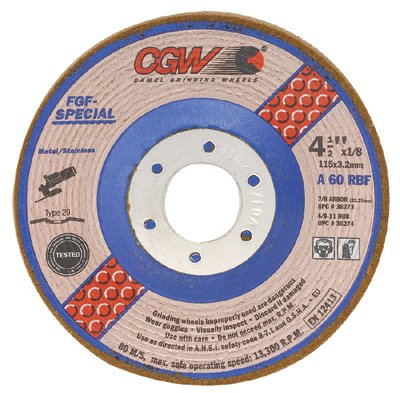 CGW®
CAMEL GRINDING WHEELS
FGF-
SPECIAL
Metal/Stainless
Type 29
TESTED
4 1/2" x1/8
115x3.2mm
A 60 RBF
7/8 ARBOR (22.23mm)
UPC # 36273
5/8-11 HUB
UPC # 36274
Grinding wheels improperly used are dangerous
Wear goggles - Visually inspect - Discard if damaged
Use with care - Do not exceed max. R.P.M.
Use as directed in A.N.S.I. safety code B-7.1 and O.S.H.A. - EU
80 M/S, max. safe operating speed: 13,300 R.P.M
EN 12413